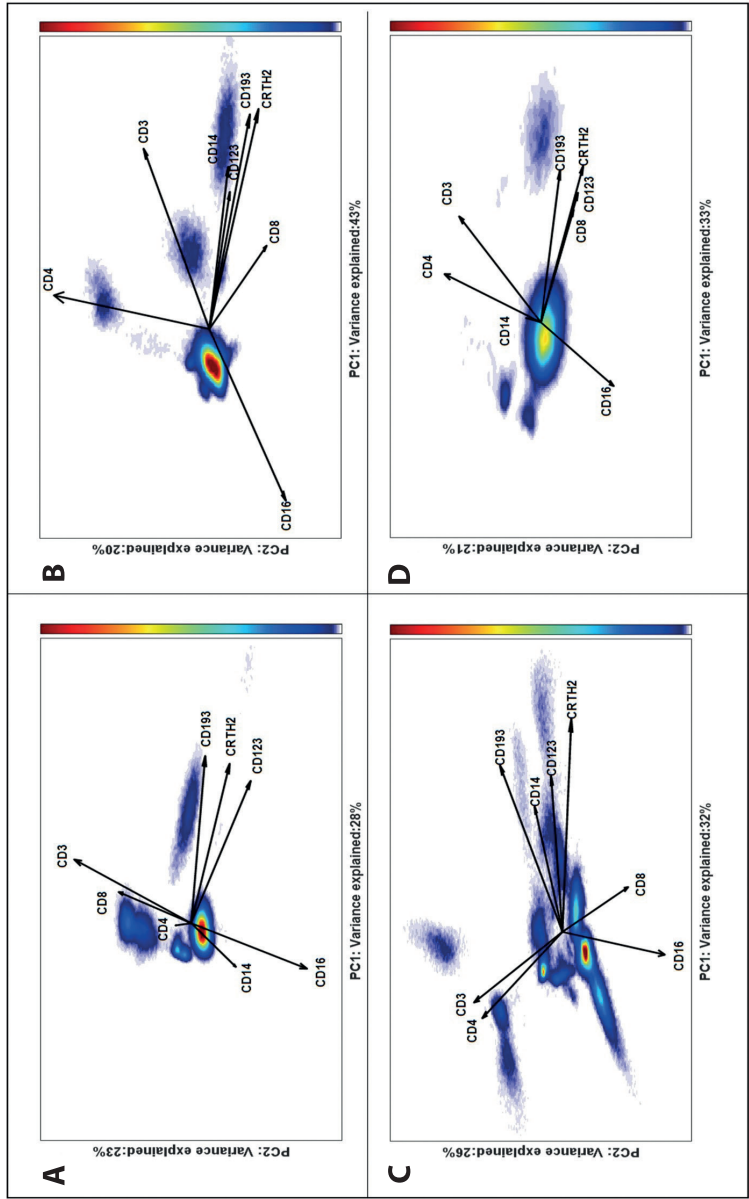 A
PC2: Variance explained:23%
CD3
CD8
CD4
CD14
CD16
CD193
CRTH2
CD123
PC1: Variance explained:28%
B
PC2: Variance explained:20%
CD4
CD3
CD14
CD123
CD193
CRTH2
CD8
CD16
PC1: Variance explained:43%
C
PC2: Variance explained:26%
CD3
CD4
CD193
CD14
CD123
CRTH2
CD8
CD16
PC1: Variance explained:32%
D
PC2: Variance explained:21%
CD4
CD3
CD14
CD193
CRTH2
CD123
CD8
CD16
PC1: Variance explained:33%